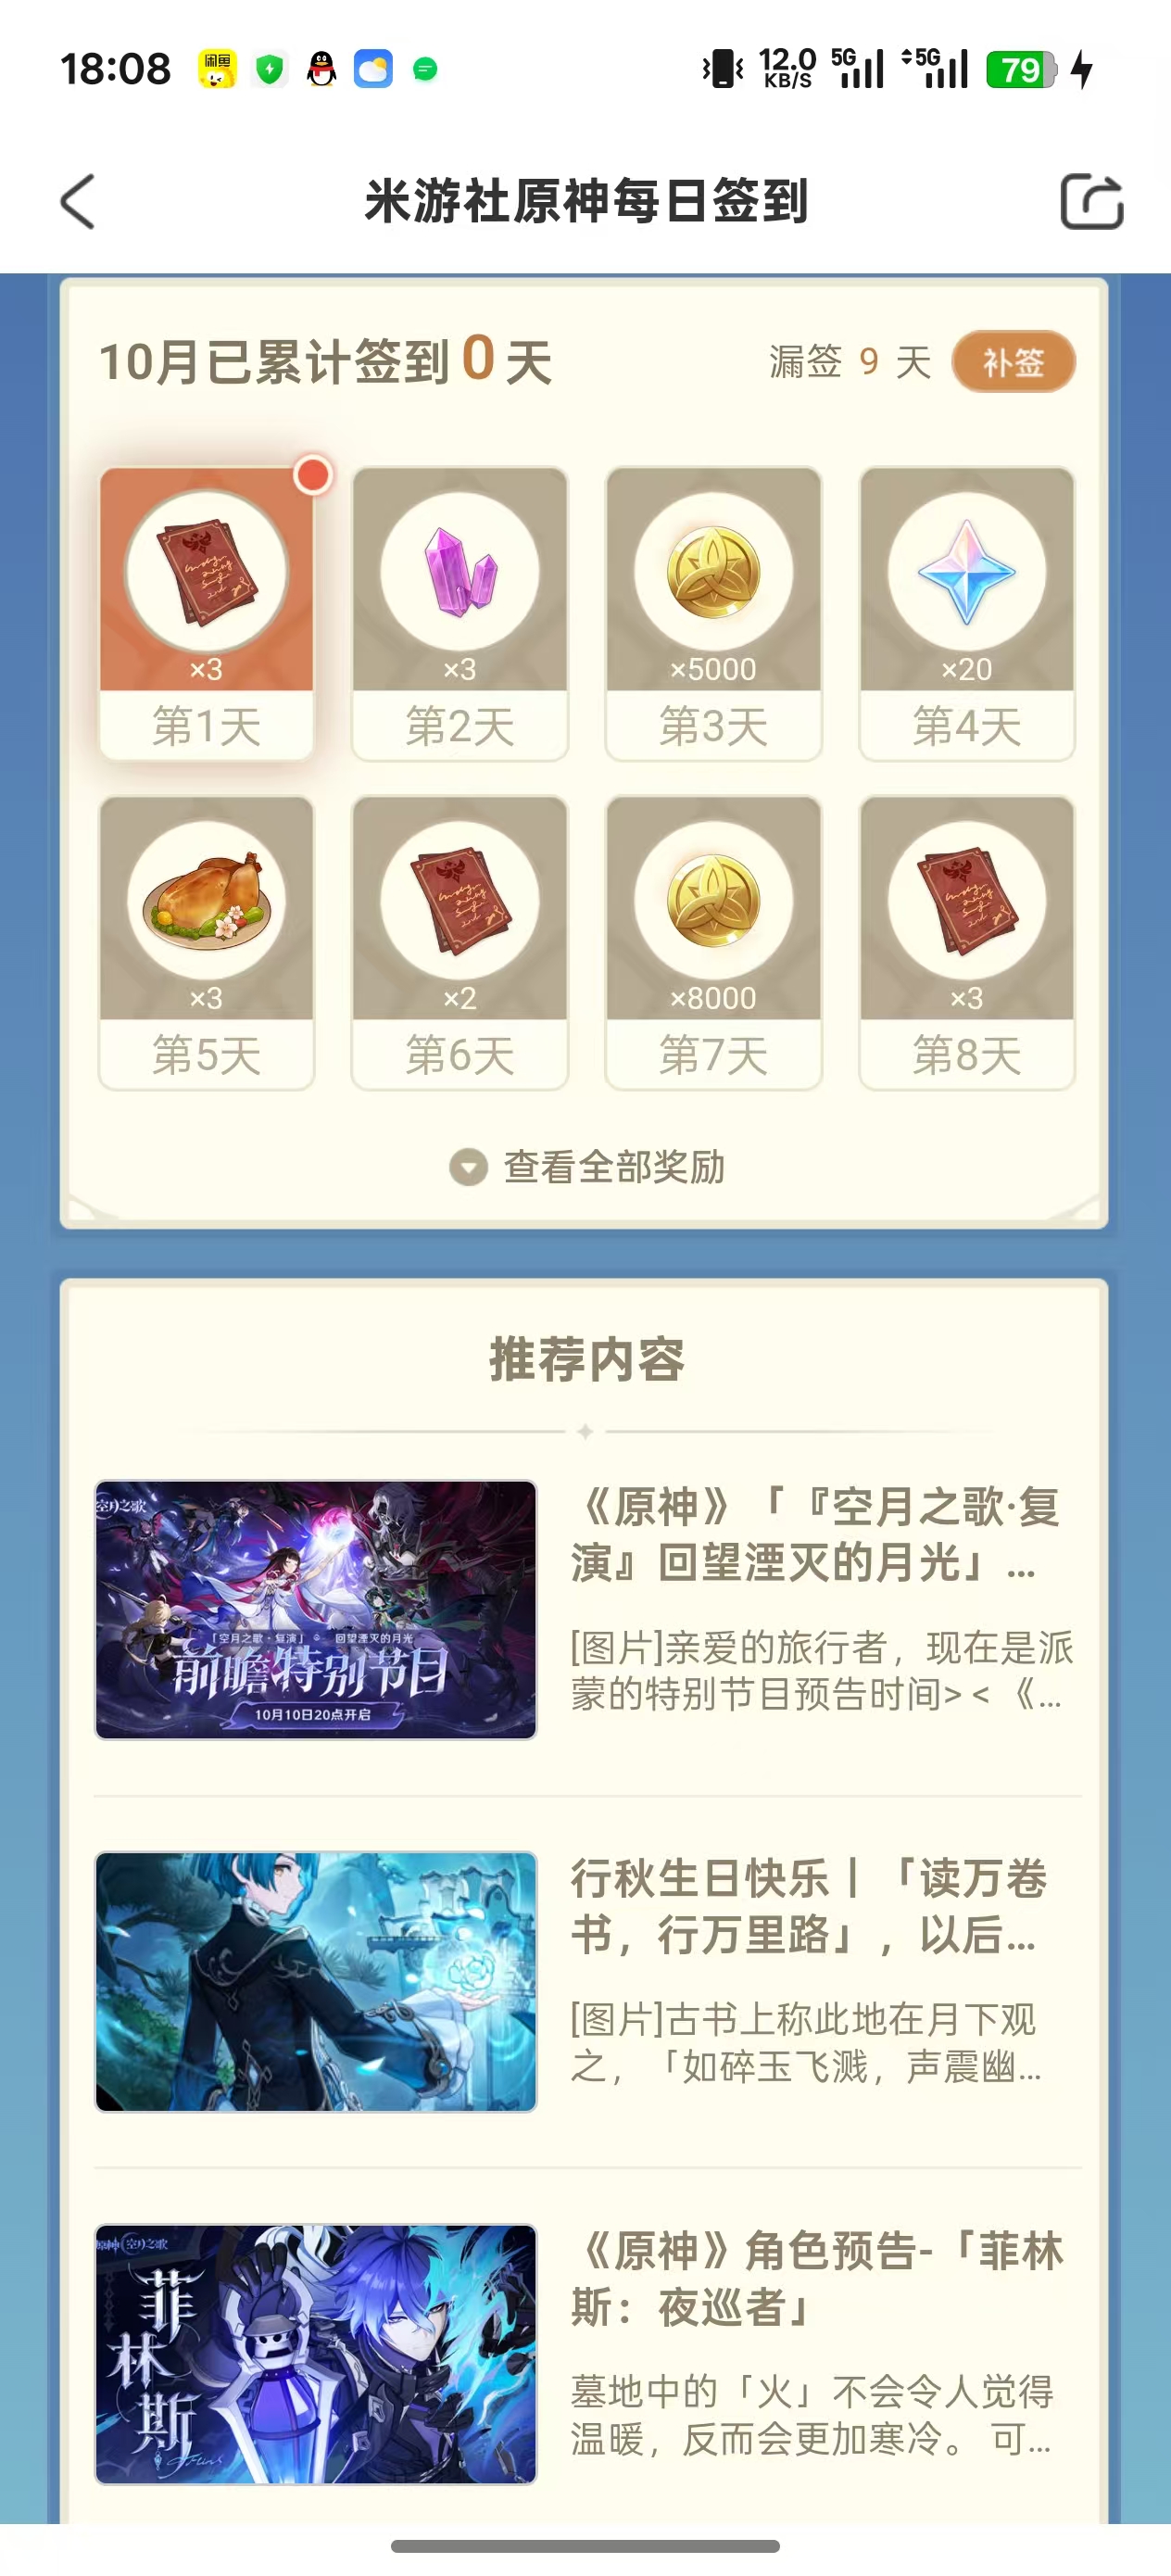 18:08
闲鱼
12.0
KB/S
5G
5G
79
米游社原神每日签到
10月已累计签到0天
漏签 9 天
补签
×3
×3
×5000
×20
第1天
第2天
第3天
第4天
×3
×2
×8000
×3
第5天
第6天
第7天
第8天
查看全部奖励
推荐内容
空月之歌
「空月之歌·复演」 回望湮灭的月光
前瞻特别节目
10月10日20点开启
《原神》「『空月之歌·复
演』回望湮灭的月光」...
[图片]亲爱的旅行者，现在是派
蒙的特别节目预告时间> < 《...
行秋生日快乐丨「读万卷
书，行万里路」，以后...
[图片]古书上称此地在月下观
之，「如碎玉飞溅，声震幽...
原神 空月之歌
菲林斯
《原神》角色预告-「菲林
斯：夜巡者」
墓地中的「火」不会令人觉得
温暖，反而会更加寒冷。 可...